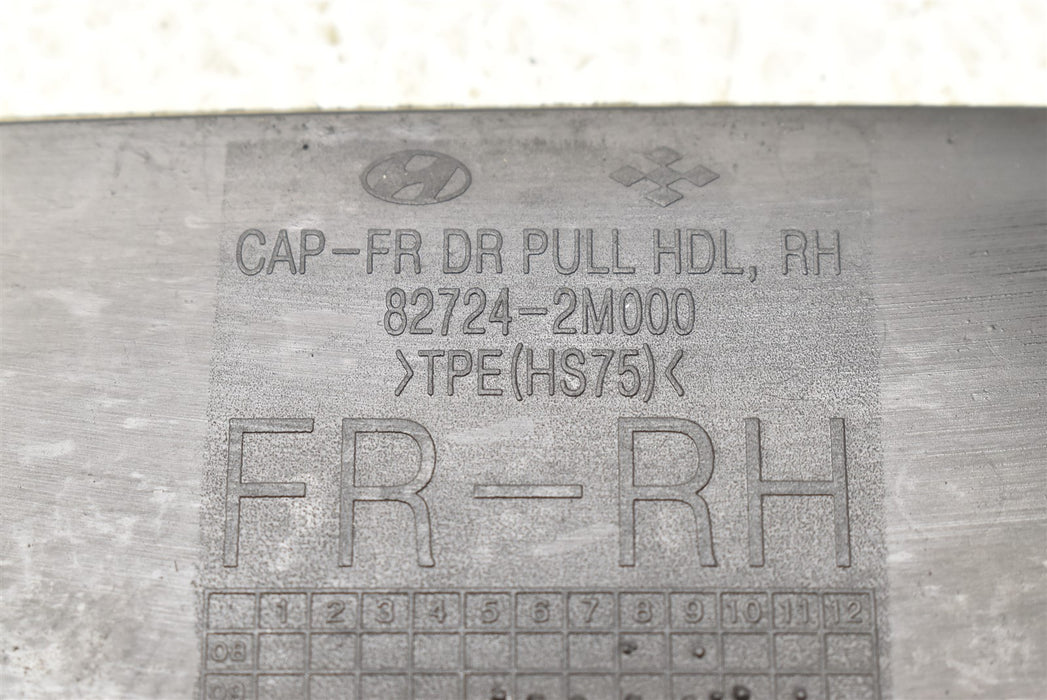 CAP-FR DR PULL HDL, RH
82724-2M000
>TPE(HS75)<
FR-RH
1 2 3 4 5 6 7 8 9 10 11 12
08
09